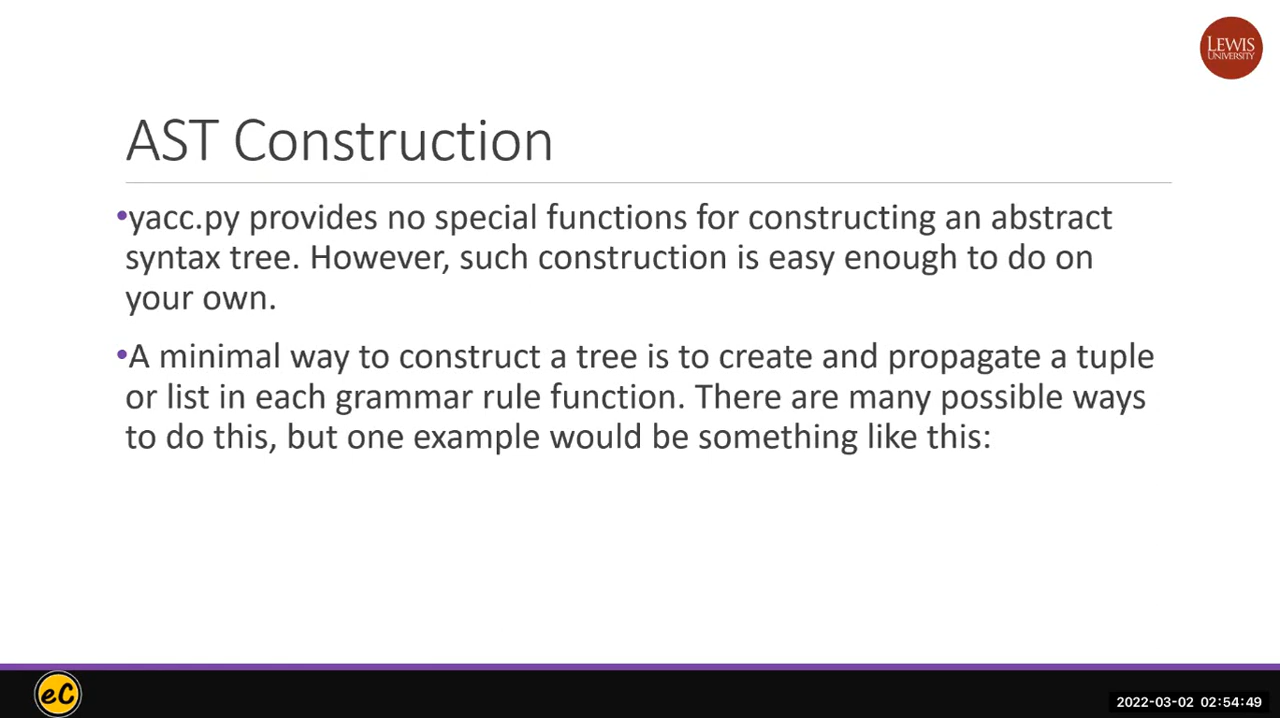 LEWIS
UNIVERSITY
AST Construction
•yacc.py provides no special functions for constructing an abstract
syntax tree. However, such construction is easy enough to do on
your own.
•A minimal way to construct a tree is to create and propagate a tuple
or list in each grammar rule function. There are many possible ways
to do this, but one example would be something like this:
eC
2022-03-02 02:54:49